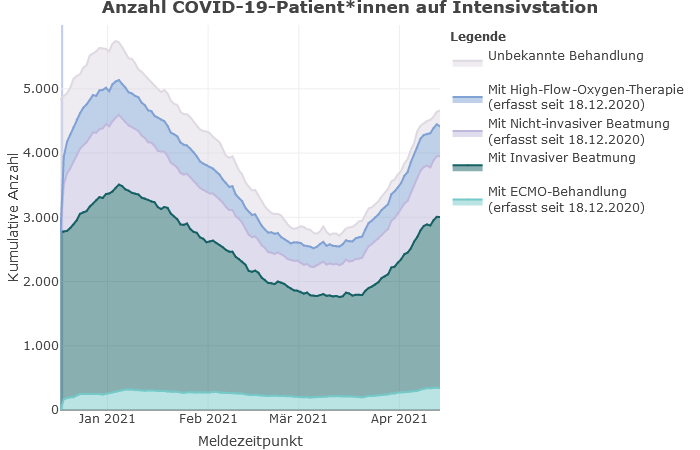 Anzahl COVID-19-Patient*innen auf Intensivstation
Legende
Unbekannte Behandlung
Mit High-Flow-Oxygen-Therapie
(erfasst seit 18.12.2020)
Mit Nicht-invasiver Beatmung
(erfasst seit 18.12.2020)
Mit Invasiver Beatmung
Mit ECMO-Behandlung
(erfasst seit 18.12.2020)
Kumulative Anzahl
5.000
4.000
3.000
2.000
1.000
0
Jan 2021
Feb 2021
Mär 2021
Apr 2021
Meldezeitpunkt